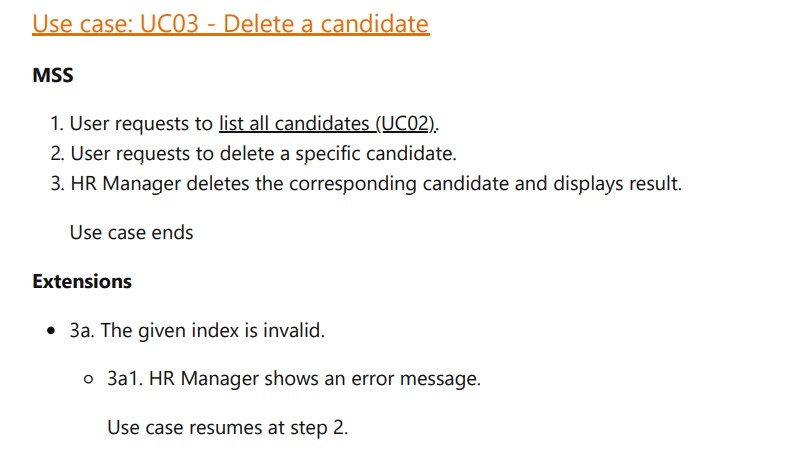 Use case: UC03 - Delete a candidate
MSS
1. User requests to list all candidates (UC02).
2. User requests to delete a specific candidate.
3. HR Manager deletes the corresponding candidate and displays result.
Use case ends
Extensions
• 3a. The given index is invalid.
○ 3a1. HR Manager shows an error message.
Use case resumes at step 2.